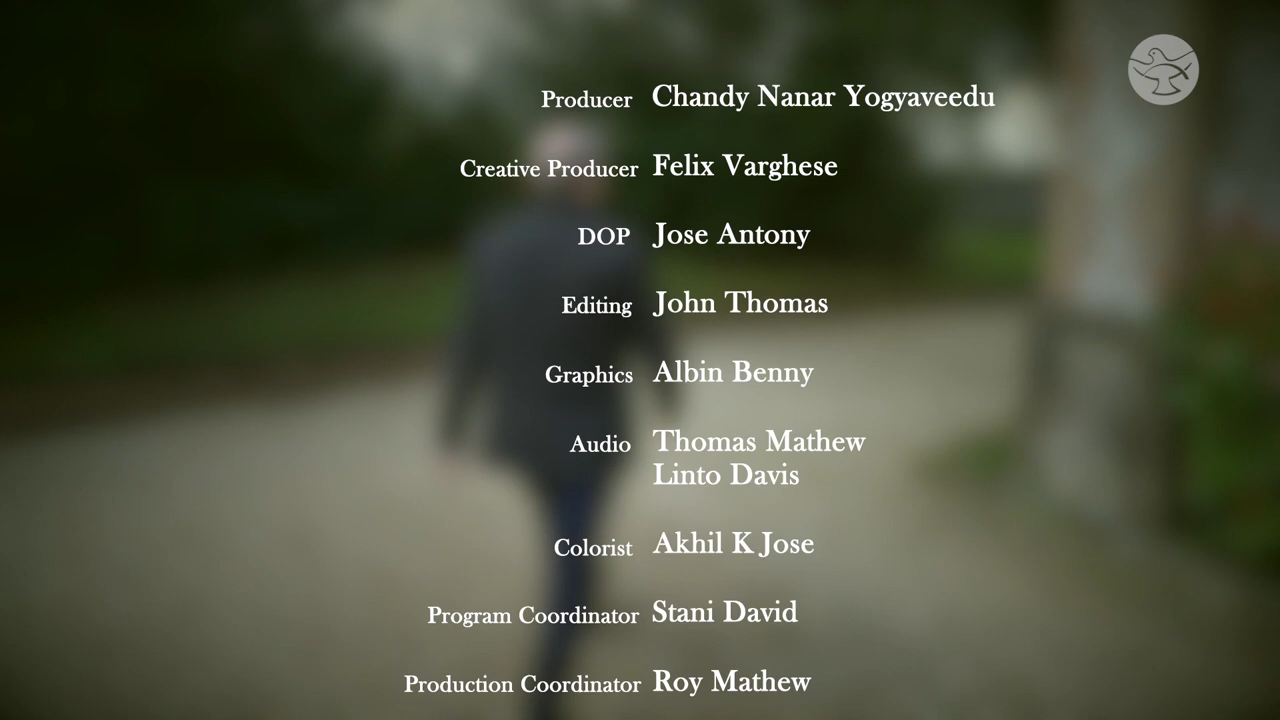 Producer Chandy Nanar Yogyaveedu
Creative Producer Felix Varghese
DOP Jose Antony
Editing John Thomas
Graphics Albin Benny
Audio Thomas Mathew
Linto Davis
Colorist Akhil K Jose
Program Coordinator Stani David
Production Coordinator Roy Mathew